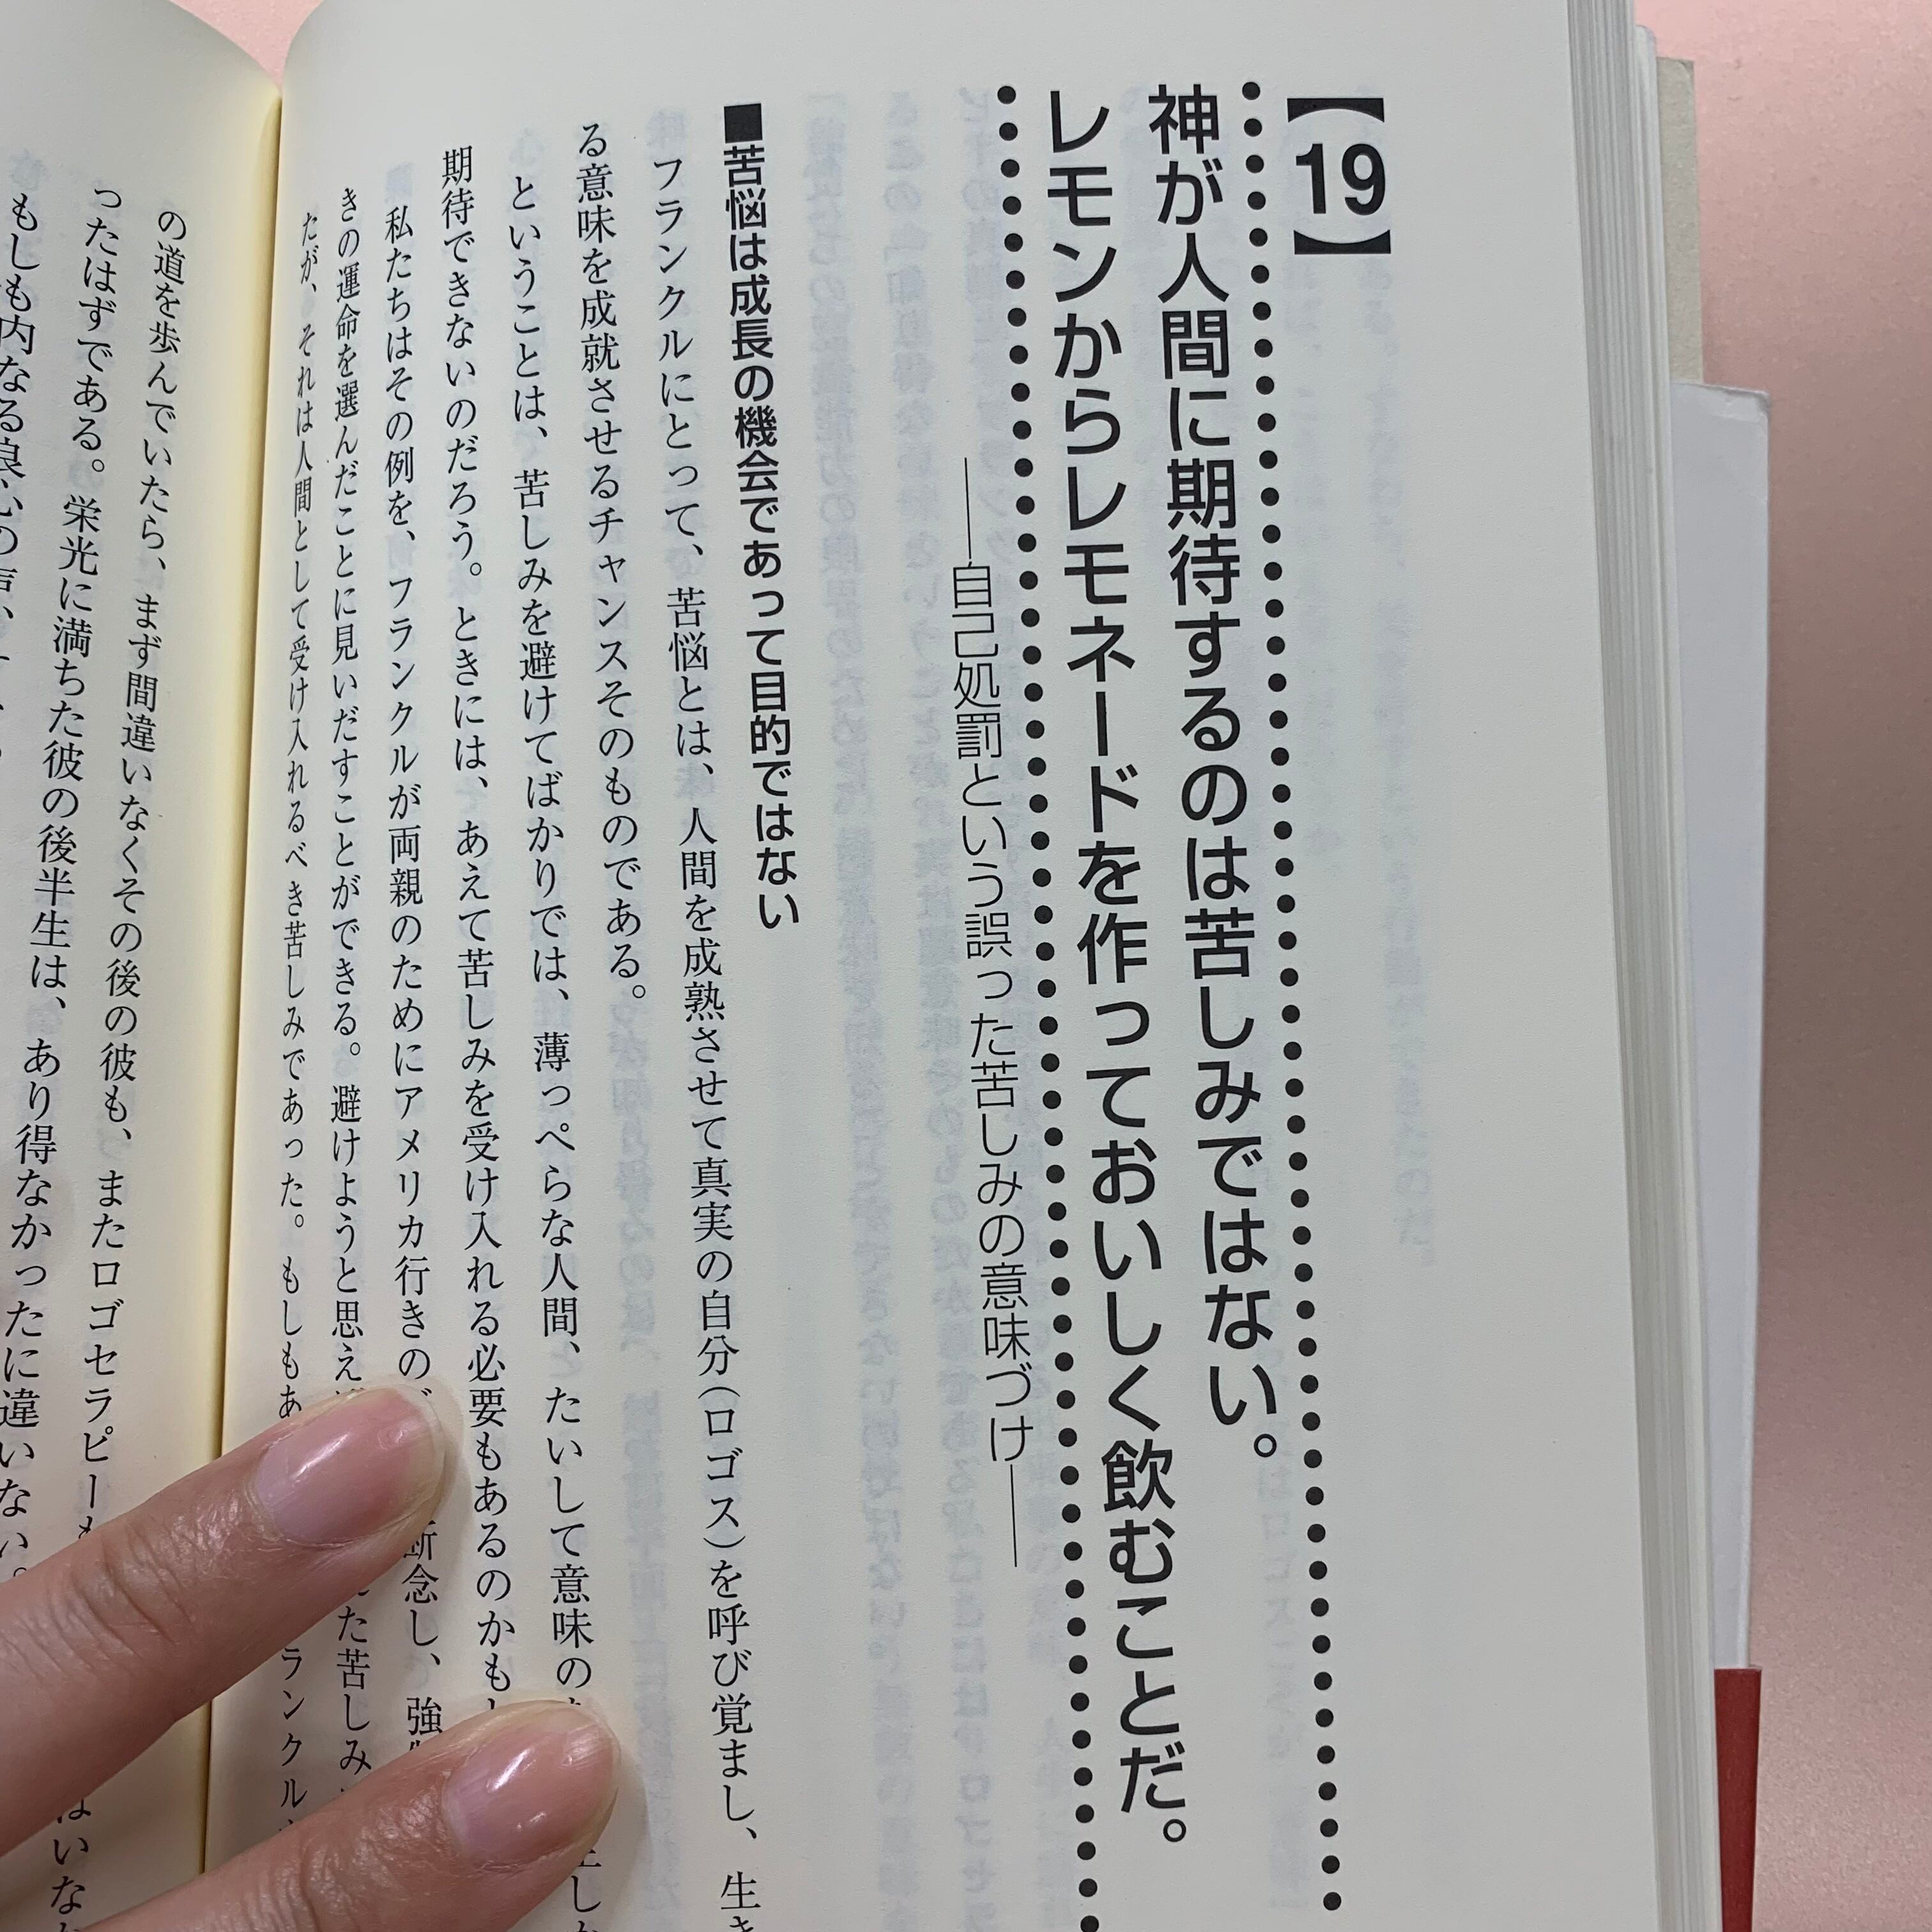 【19】
神が人間に期待するのは苦しみではない。
レモンからレモネードを作っておいしく飲むことだ。
――自己処罰という誤った苦しみの意味づけ――
■苦悩は成長の機会であって目的ではない
フランクルにとって、苦悩とは、人間を成熟させて真実の自分（ロゴス）を呼び覚まし、生き
る意味を成就させるチャンスそのものである。
ということは、苦しみを避けてばかりでは、薄っぺらな人間、たいして意味の
期待できないのだろう。ときには、あえて苦しみを受け入れる必要もあるのかも
私たちはその例を、フランクルが両親のためにアメリカ行きの 断念し、強
きの運命を選んだことに見いだすことができる。避けようと思え た苦しみ
だが、それは人間として受け入れるべき苦しみであった。もしもあ ランクル
の道を歩んでいたら、まず間違いなくその後の彼も、またロゴセラピーも はいな
ったはずである。栄光に満ちた彼の後半生は、あり得なかったに違いない。
もしも内なる良心の声